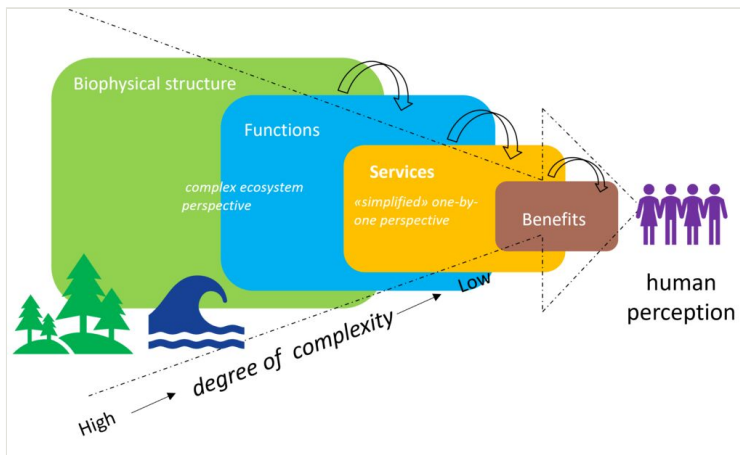 Biophysical structure
Functions
complex ecosystem
perspective
Services
«simplified» one-by-
one perspective
Benefits
human
perception
High
degree of complexity
Low